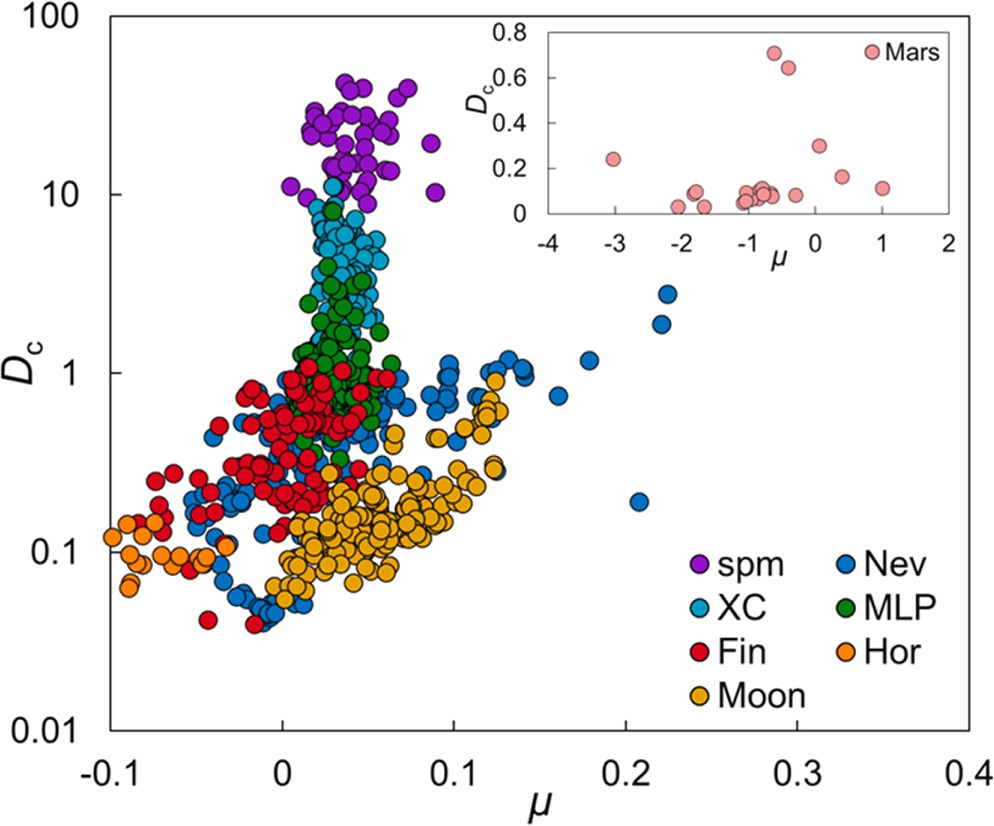 100
10
1
0.1
0.01
Dc
-0.1 0 0.1 0.2 0.3 0.4
μ
0.8
0.6
0.4
0.2
0
Dc
-4 -3 -2 -1 0 1 2
μ
Mars
spm Nev
XC MLP
Fin Hor
Moon